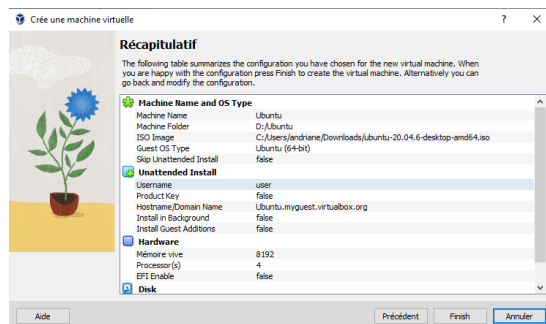 Crée une machine virtuelle
Récapitulatif
The following table summarizes the configuration you have chosen for the new virtual machine. When
you are happy with the configuration press Finish to create the virtual machine. Alternatively you can
go back and modify the configuration.
Machine Name and OS Type
Machine Name Ubuntu
Machine Folder D:/Ubuntu
ISO Image C:/Users/andriane/Downloads/ubuntu-20.04.6-desktop-amd64.iso
Guest OS Type Ubuntu (64-bit)
Skip Unattended Install false
Unattended Install
Username user
Product Key false
Hostname/Domain Name Ubuntu.myguest.virtualbox.org
Install in Background false
Install Guest Additions false
Hardware
Mémoire vive 8192
Processor(s) 4
EFI Enable false
Disk
Aide Précédent Finish Annuler